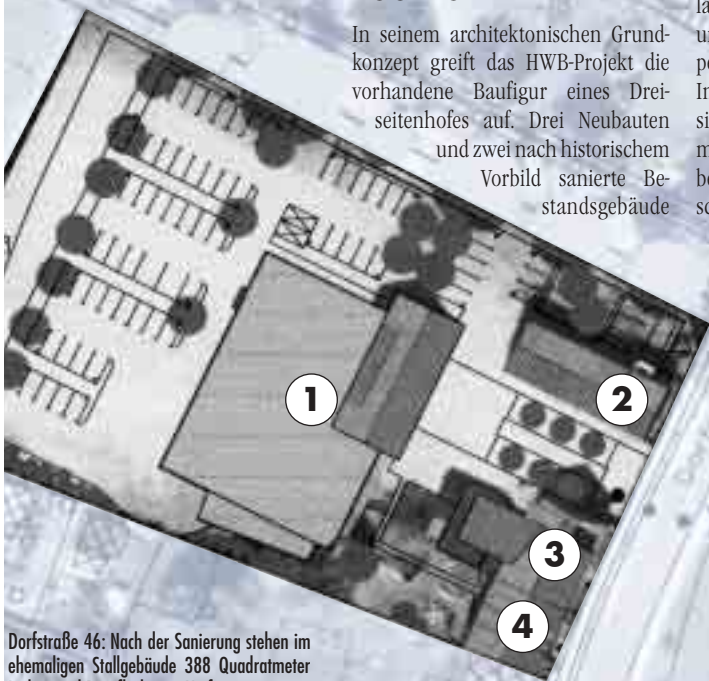 In seinem architektonischen Grund-
konzept greift das HWB-Projekt die
vorhandene Baufigur eines Drei-
seitenhofes auf. Drei Neubauten
und zwei nach historischem
Vorbild sanierte Be-
standsgebäude
1
2
3
4
Dorfstraße 46: Nach der Sanierung stehen im
ehemaligen Stallgebäude 388 Quadratmeter